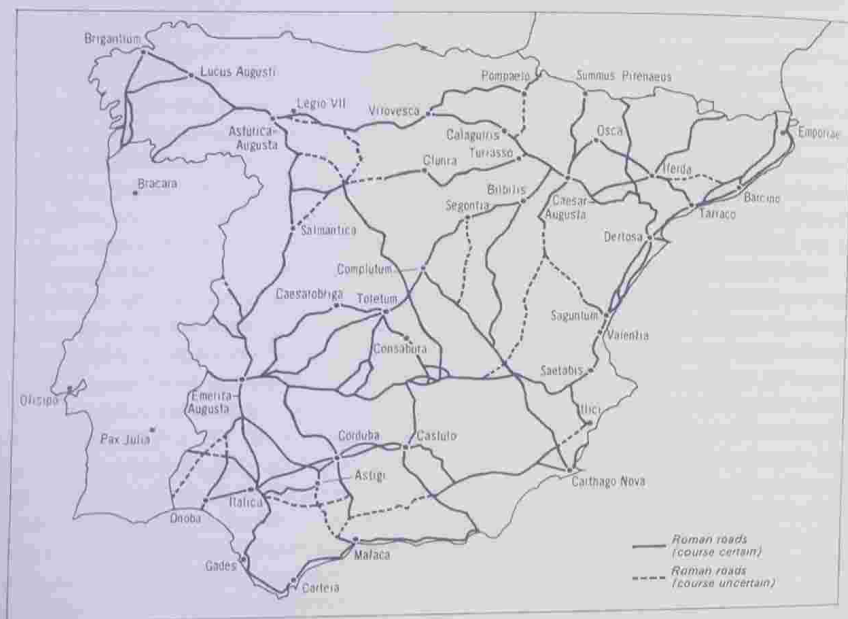 Brigantium
Lucus Augusti
Legio VII
Asturica-
Augusta
Virovesca
Pompaelo
Summus Pirenaeus
Calagurris
Turiasso
Osca
Emporiae
Bracara
Clunia
Bilbilis
Ilerda
Segontia
Caesar-
Augusta
Barcino
Tarraco
Salmantica
Dertosa
Complutum
Caesarobriga
Toletum
Saguntum
Valentia
Consabura
Saetabis
Olisipo
Emerita-
Augusta
Ilici
Pax Julia
Corduba
Castulo
Astigi
Carthago Nova
Onoba
Italica
Malaca
Gades
Carteia
Roman roads
(course certain)
Roman roads
(course uncertain)